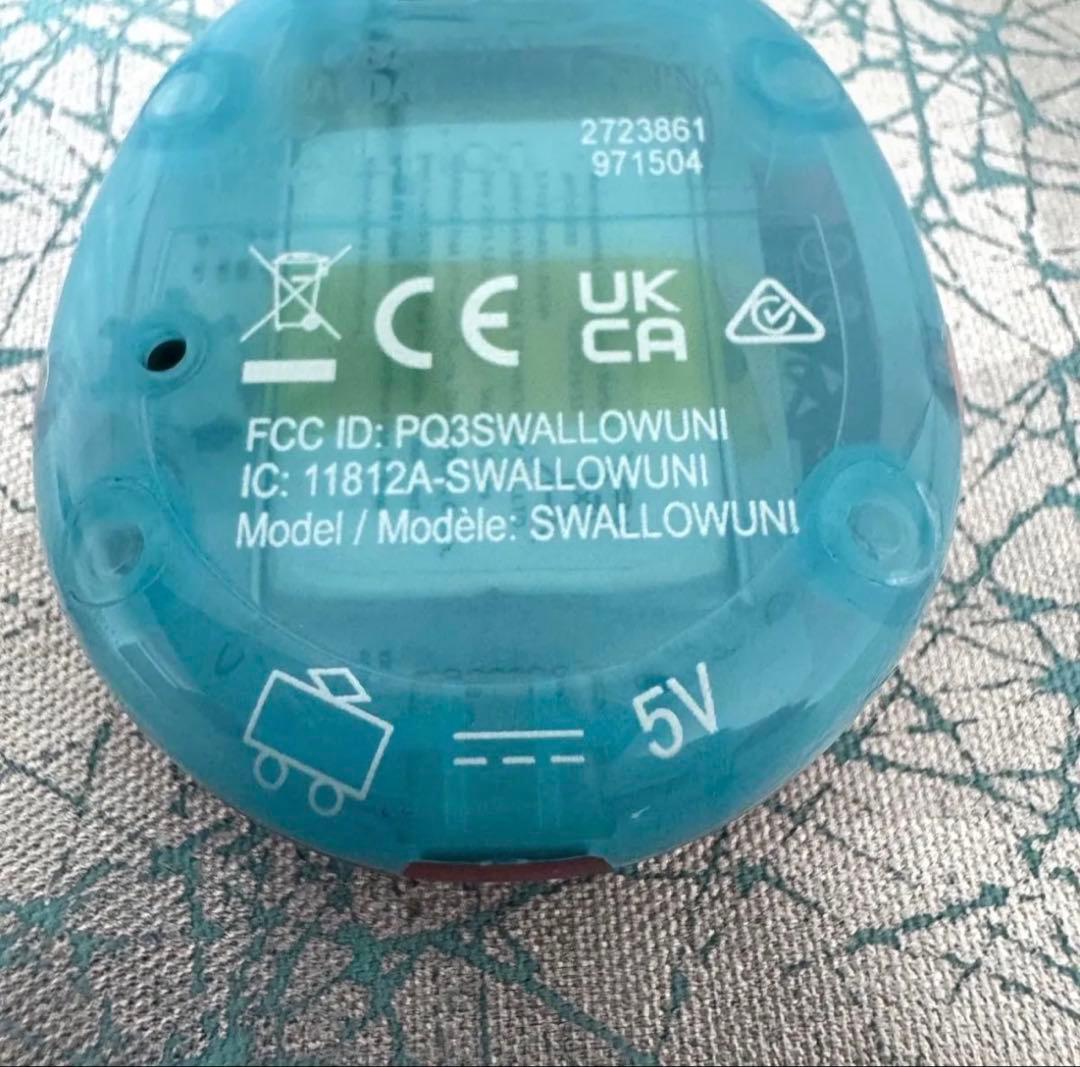 2723861
971504
CE UK
CA
FCC ID: PQ3SWALLOWUNI
IC: 11812A-SWALLOWUNI
Model / Modèle: SWALLOWUNI
5V